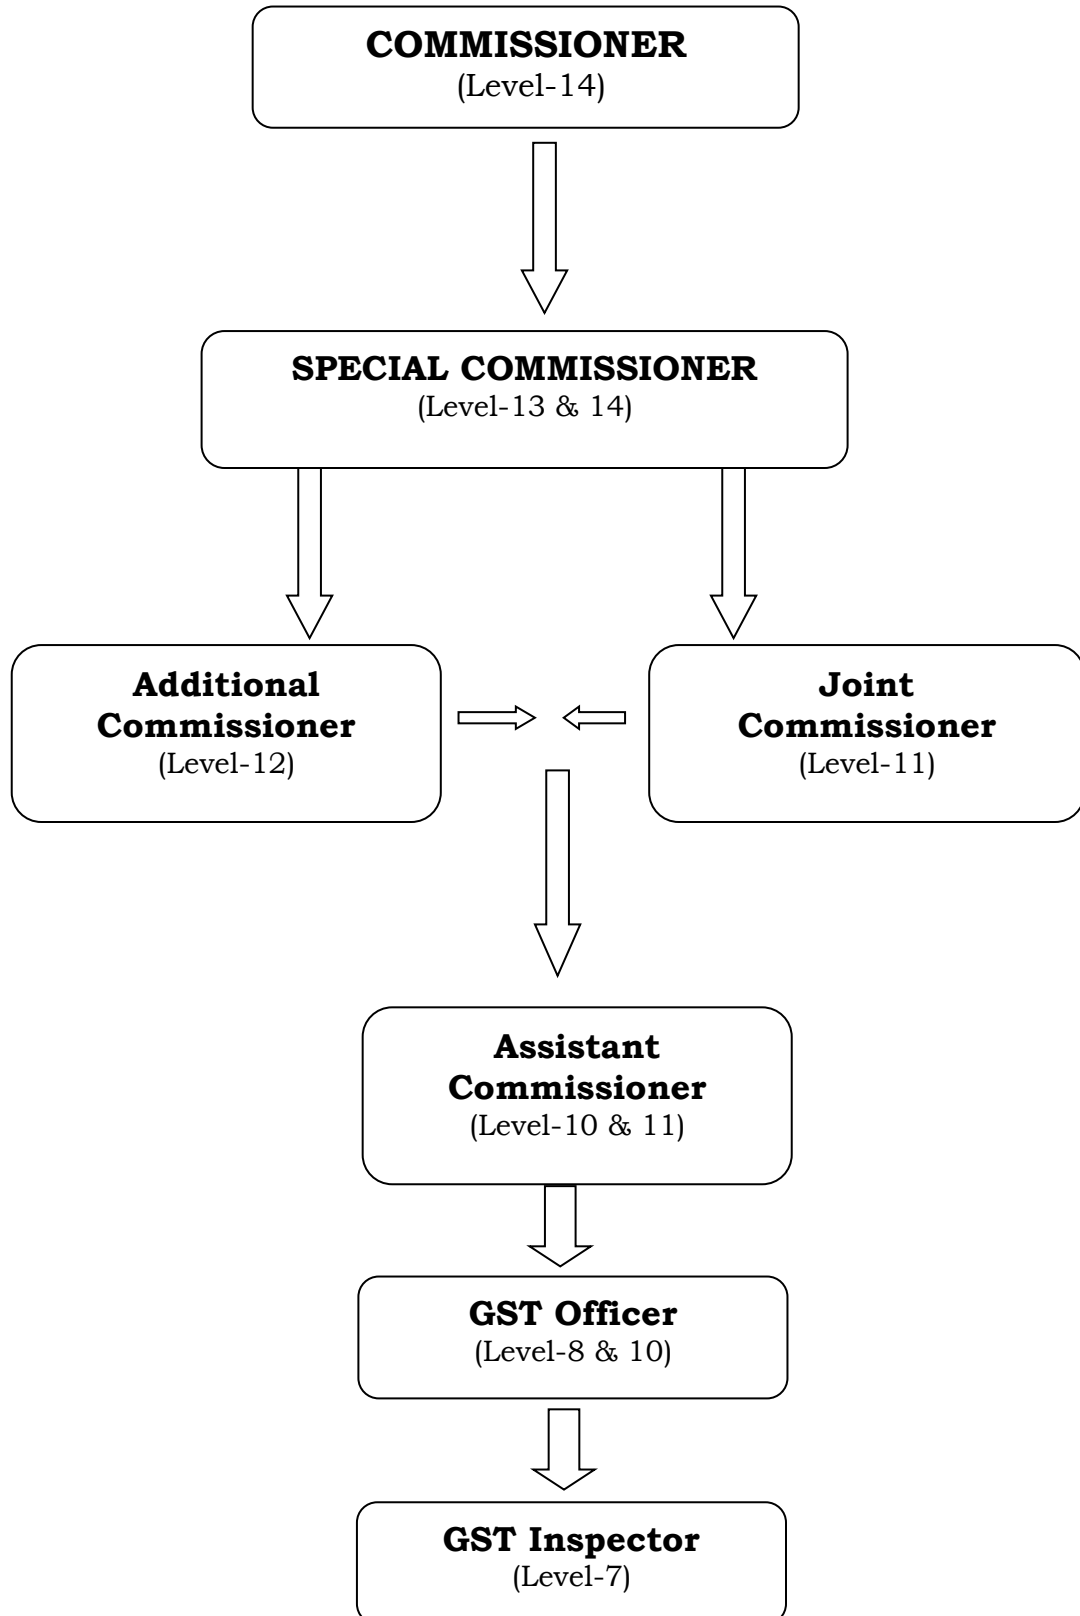 COMMISSIONER
(Level-14)
SPECIAL COMMISSIONER
(Level-13 & 14)
Additional
Commissioner
(Level-12)
Joint
Commissioner
(Level-11)
Assistant
Commissioner
(Level-10 & 11)
GST Officer
(Level-8 & 10)
GST Inspector
(Level-7)